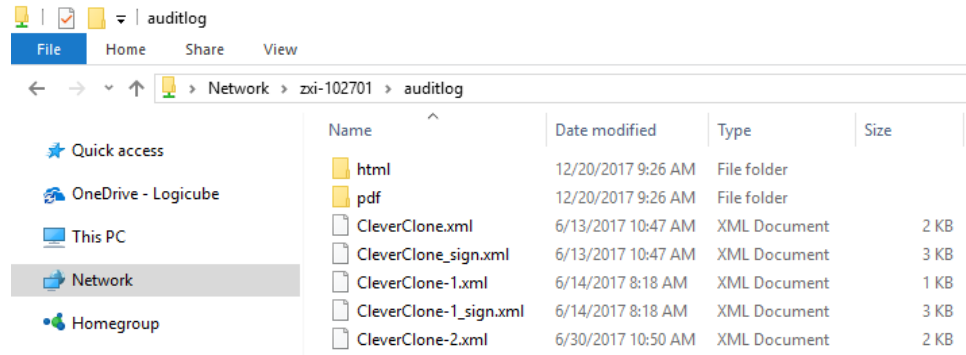 auditlog
File Home Share View
Network zxi-102701 auditlog
Quick access
OneDrive - Logicube
This PC
Network
Homegroup
Name Date modified Type Size
html 12/20/2017 9:26 AM File folder
pdf 12/20/2017 9:26 AM File folder
CleverClone.xml 6/13/2017 10:47 AM XML Document 2 KB
CleverClone_sign.xml 6/13/2017 10:47 AM XML Document 3 KB
CleverClone-1.xml 6/14/2017 8:18 AM XML Document 1 KB
CleverClone-1_sign.xml 6/14/2017 8:18 AM XML Document 3 KB
CleverClone-2.xml 6/30/2017 10:50 AM XML Document 2 KB